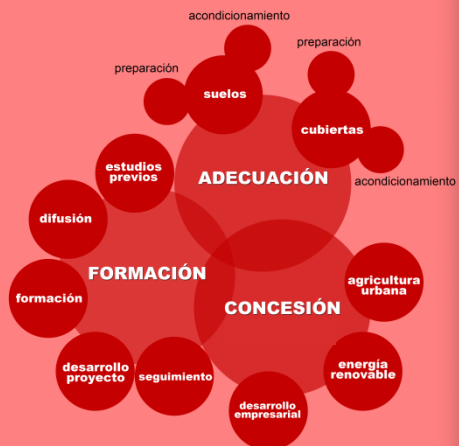 acondicionamiento
preparación
preparación
suelos
cubiertas
estudios
previos
ADECUACIÓN
acondicionamiento
difusión
FORMACIÓN
agricultura
urbana
formación
CONCESIÓN
desarrollo
proyecto
seguimiento
energía
renovable
desarrollo
empresarial